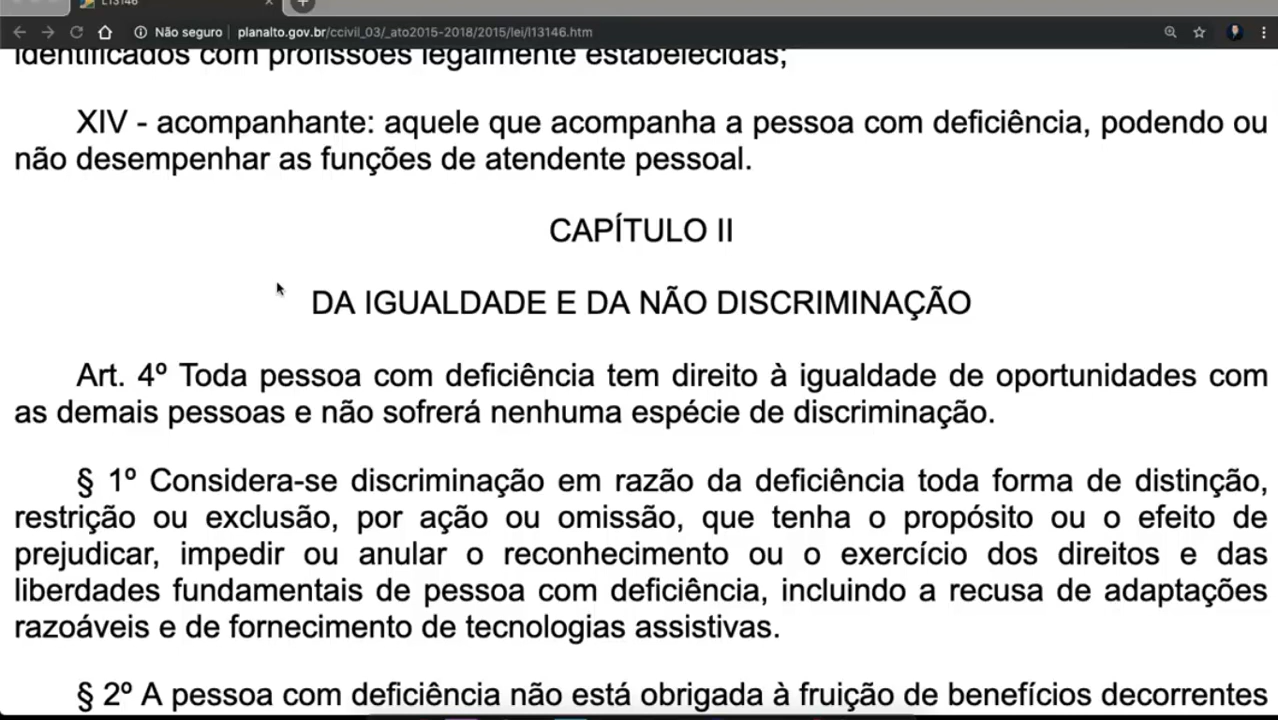 L13146
Não seguro | planalto.gov.br/ccivil_03/_ato2015-2018/2015/lei/l13146.htm
identificados com profissões legalmente estabelecidas;
XIV - acompanhante: aquele que acompanha a pessoa com deficiência, podendo ou
não desempenhar as funções de atendente pessoal.
CAPÍTULO II
DA IGUALDADE E DA NÃO DISCRIMINAÇÃO
Art. 4º Toda pessoa com deficiência tem direito à igualdade de oportunidades com
as demais pessoas e não sofrerá nenhuma espécie de discriminação.
§ 1º Considera-se discriminação em razão da deficiência toda forma de distinção,
restrição ou exclusão, por ação ou omissão, que tenha o propósito ou o efeito de
prejudicar, impedir ou anular o reconhecimento ou o exercício dos direitos e das
liberdades fundamentais de pessoa com deficiência, incluindo a recusa de adaptações
razoáveis e de fornecimento de tecnologias assistivas.
§ 2º A pessoa com deficiência não está obrigada à fruição de benefícios decorrentes